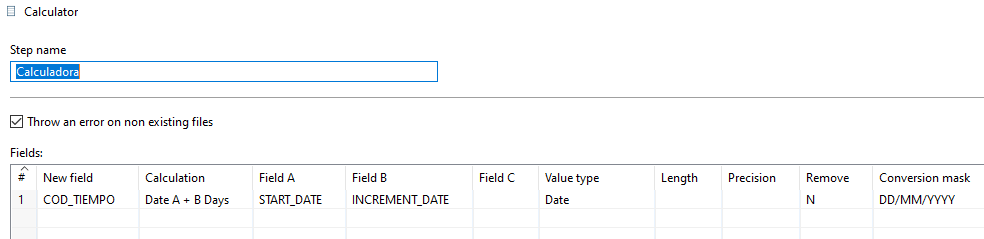 Calculator
Step name
Calculadora
Throw an error on non existing files
Fields:
# New field Calculation Field A Field B Field C Value type Length Precision Remove Conversion mask
1 COD_TIEMPO Date A + B Days START_DATE INCREMENT_DATE Date N DD/MM/YYYY